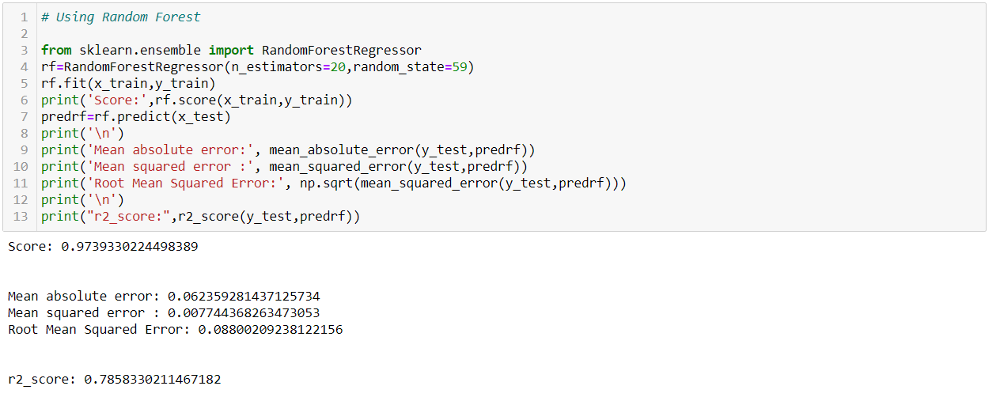 1 # Using Random Forest
2
3 from sklearn.ensemble import RandomForestRegressor
4 rf=RandomForestRegressor(n_estimators=20,random_state=59)
5 rf.fit(x_train,y_train)
6 print('Score:',rf.score(x_train,y_train))
7 predrf=rf.predict(x_test)
8 print('\n')
9 print('Mean absolute error:', mean_absolute_error(y_test,predrf))
10 print('Mean squared error :', mean_squared_error(y_test,predrf))
11 print('Root Mean Squared Error:', np.sqrt(mean_squared_error(y_test,predrf)))
12 print('\n')
13 print("r2_score:",r2_score(y_test,predrf))
Score: 0.9739330224498389
Mean absolute error: 0.062359281437125734
Mean squared error : 0.007744368263473053
Root Mean Squared Error: 0.08800209238122156
r2_score: 0.7858330211467182